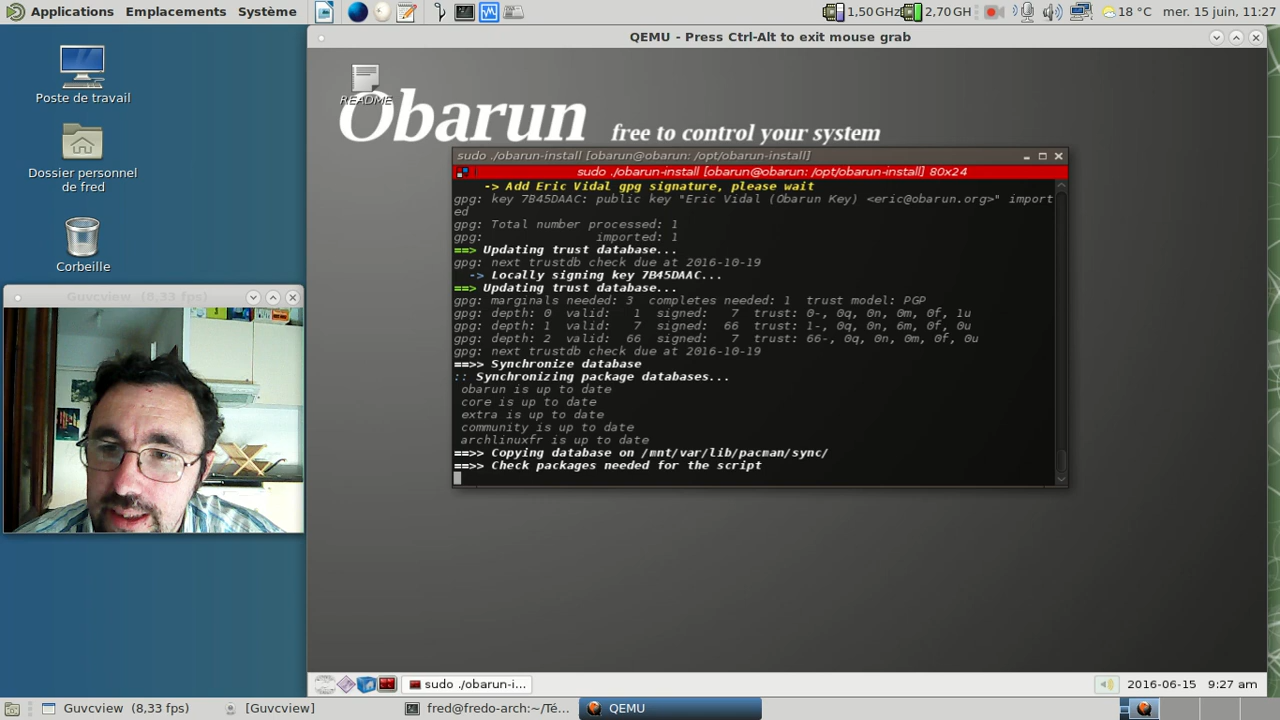 Applications Emplacements Système
1,50 GHz 2,70 GH 18 °C mer. 15 juin, 11:27
Poste de travail
Dossier personnel
de fred
Corbeille
Guvcview (8,33 fps)
QEMU - Press Ctrl-Alt to exit mouse grab
README
Obarun free to control your system
sudo ./obarun-install [obarun@obarun: /opt/obarun-install]
sudo ./obarun-install [obarun@obarun: /opt/obarun-install] 80x24
-> Add Eric Vidal gpg signature, please wait
gpg: key 7B45DAAC: public key "Eric Vidal (Obarun Key) <eric@obarun.org>" import
ed
gpg: Total number processed: 1
gpg: imported: 1
==> Updating trust database...
gpg: next trustdb check due at 2016-10-19
-> Locally signing key 7B45DAAC...
==> Updating trust database...
gpg: marginals needed: 3 completes needed: 1 trust model: PGP
gpg: depth: 0 valid: 1 signed: 7 trust: 0-, 0q, 0n, 0m, 0f, 1u
gpg: depth: 1 valid: 7 signed: 66 trust: 1-, 0q, 0n, 6m, 0f, 0u
gpg: depth: 2 valid: 66 signed: 7 trust: 66-, 0q, 0n, 0m, 0f, 0u
gpg: next trustdb check due at 2016-10-19
==>> Synchronize database
:: Synchronizing package databases...
obarun is up to date
core is up to date
extra is up to date
community is up to date
archlinuxfr is up to date
==>> Copying database on /mnt/var/lib/pacman/sync/
==>> Check packages needed for the script
sudo ./obarun-i...
2016-06-15 9:27 am
Guvcview (8,33 fps) [Guvcview] fred@fredo-arch:~/Té... QEMU